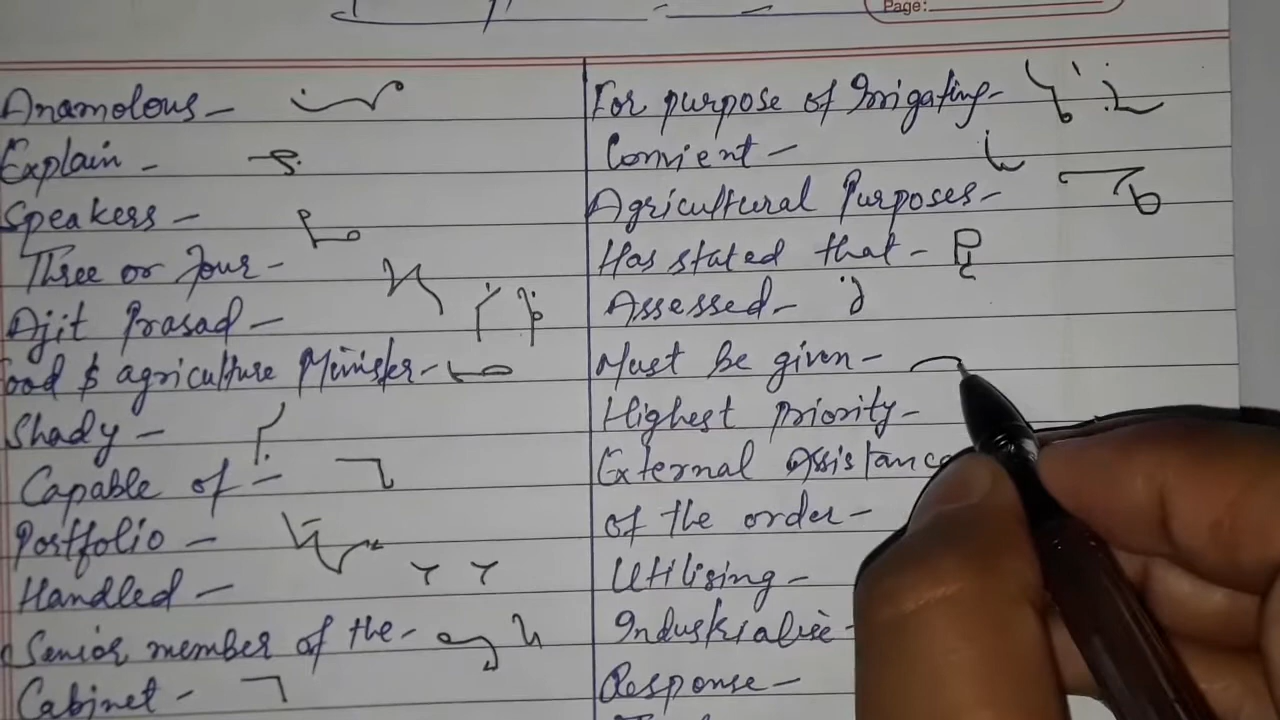 Page:
Anamolous -
Explain -
Speakers -
Three or four -
Ajit Prasad -
ood & agriculture Minister -
Shady -
Capable of -
Portfolio -
Handled -
Senior member of the -
Cabinet -
For purpose of Irrigating -
Convient -
Agricultural Purposes -
Has stated that -
Assessed -
Must be given -
Highest Priority -
External Assistance
of the order -
Utilising -
Industrialise -
Response -